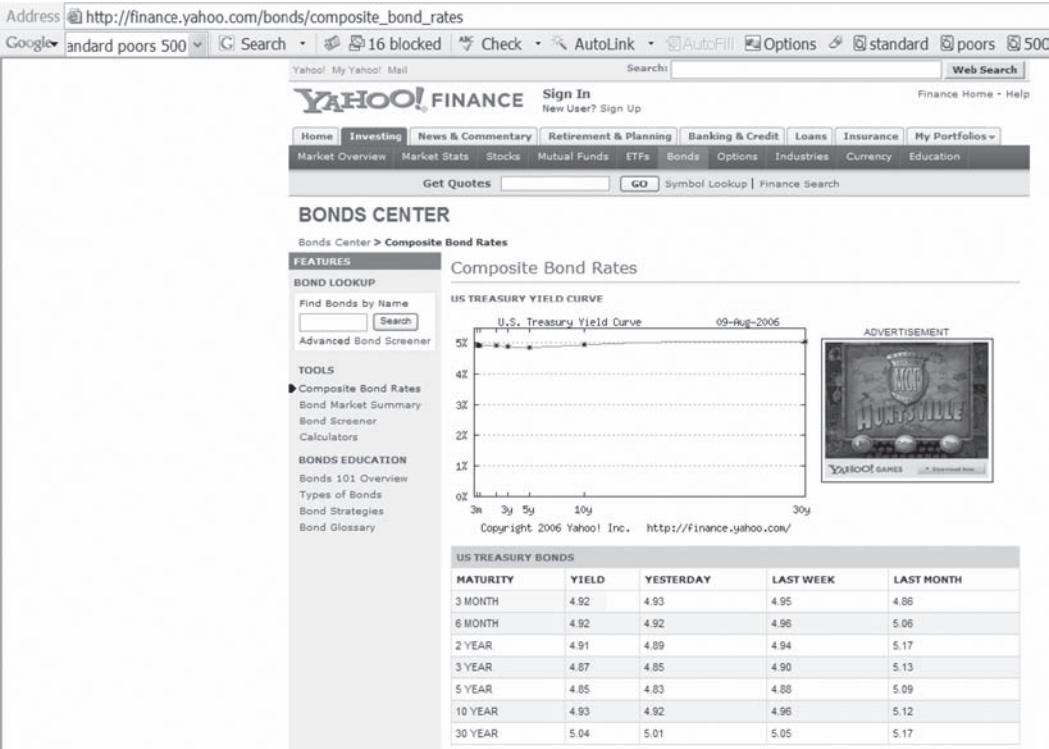 Address http://finance.yahoo.com/bonds/composite_bond_rates
Google andard poors 500 Search 16 blocked Check AutoLink AutoFill Options standard poors 500
Yahoo! My Yahoo! Mail Search: Web Search
YAHOO! FINANCE Sign In
New User? Sign Up
Finance Home - Help
Home Investing News & Commentary Retirement & Planning Banking & Credit Loans Insurance My Portfolios
Market Overview Market Stats Stocks Mutual Funds ETFs Bonds Options Industries Currency Education
Get Quotes GO Symbol Lookup | Finance Search
BONDS CENTER
Bonds Center > Composite Bond Rates
FEATURES
BOND LOOKUP
Find Bonds by Name
Search
Advanced Bond Screener
TOOLS
Composite Bond Rates
Bond Market Summary
Bond Screener
Calculators
BONDS EDUCATION
Bonds 101 Overview
Types of Bonds
Bond Strategies
Bond Glossary
Composite Bond Rates
US TREASURY YIELD CURVE
U.S. Treasury Yield Curve 09-Aug-2006
5%
4%
3%
2%
1%
0%
3m 3y 5y 10y 30y
Copyright 2006 Yahoo! Inc. http://finance.yahoo.com/
ADVERTISEMENT
MCF
HUNTSVILLE
YAHOO! GAMES Download Now
US TREASURY BONDS
MATURITY YIELD YESTERDAY LAST WEEK LAST MONTH
3 MONTH 4.92 4.93 4.95 4.86
6 MONTH 4.92 4.92 4.96 5.06
2 YEAR 4.91 4.89 4.94 5.17
3 YEAR 4.87 4.85 4.90 5.13
5 YEAR 4.85 4.83 4.88 5.09
10 YEAR 4.93 4.92 4.96 5.12
30 YEAR 5.04 5.01 5.05 5.17